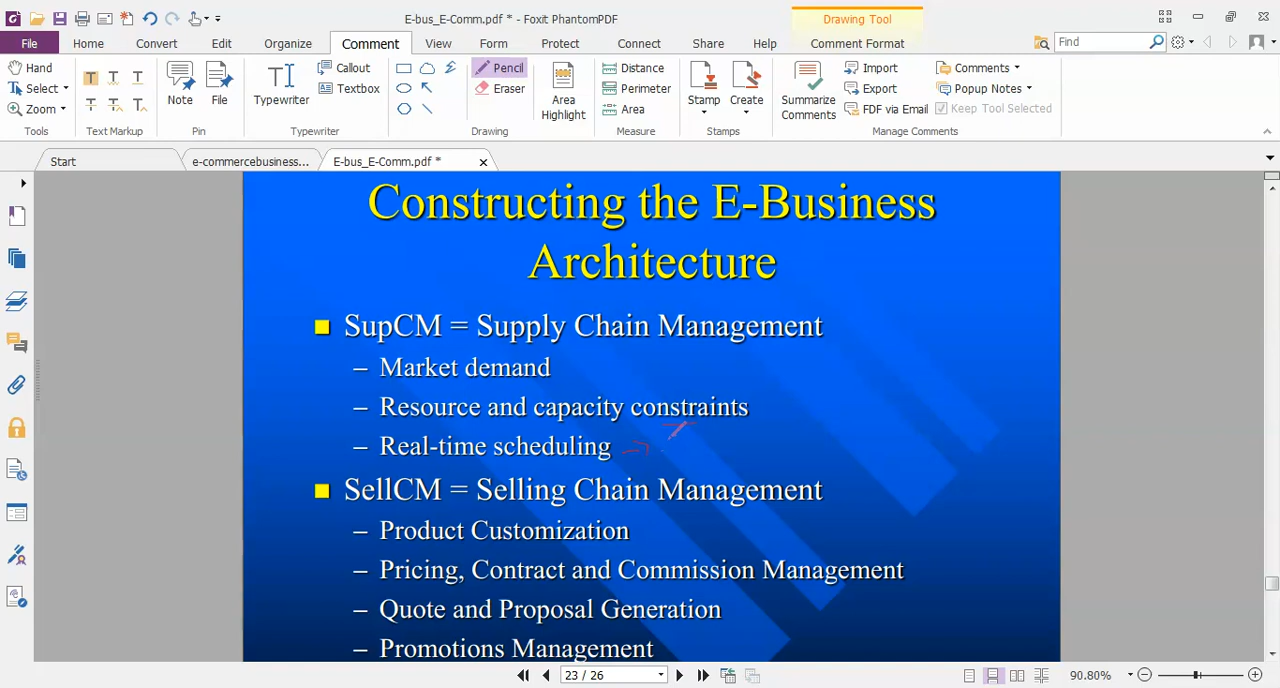 E-bus_E-Comm.pdf * - Foxit PhantomPDF
Drawing Tool
File Home Convert Edit Organize Comment View Form Protect Connect Share Help Comment Format Find
Hand
Select
Zoom
Tools
T T T
T T T
Text Markup
Note
File
Pin
Typewriter
Callout
Textbox
Typewriter
Pencil
Eraser
Drawing
Area
Highlight
Distance
Perimeter
Area
Measure
Stamp
Create
Stamps
Summarize
Comments
Import
Export
FDF via Email
Comments
Popup Notes
Keep Tool Selected
Manage Comments
Start e-commercebusiness... E-bus_E-Comm.pdf *
Constructing the E-Business
Architecture
SupCM = Supply Chain Management
– Market demand
– Resource and capacity constraints
– Real-time scheduling
SellCM = Selling Chain Management
– Product Customization
– Pricing, Contract and Commission Management
– Quote and Proposal Generation
– Promotions Management
23 / 26
90.80%